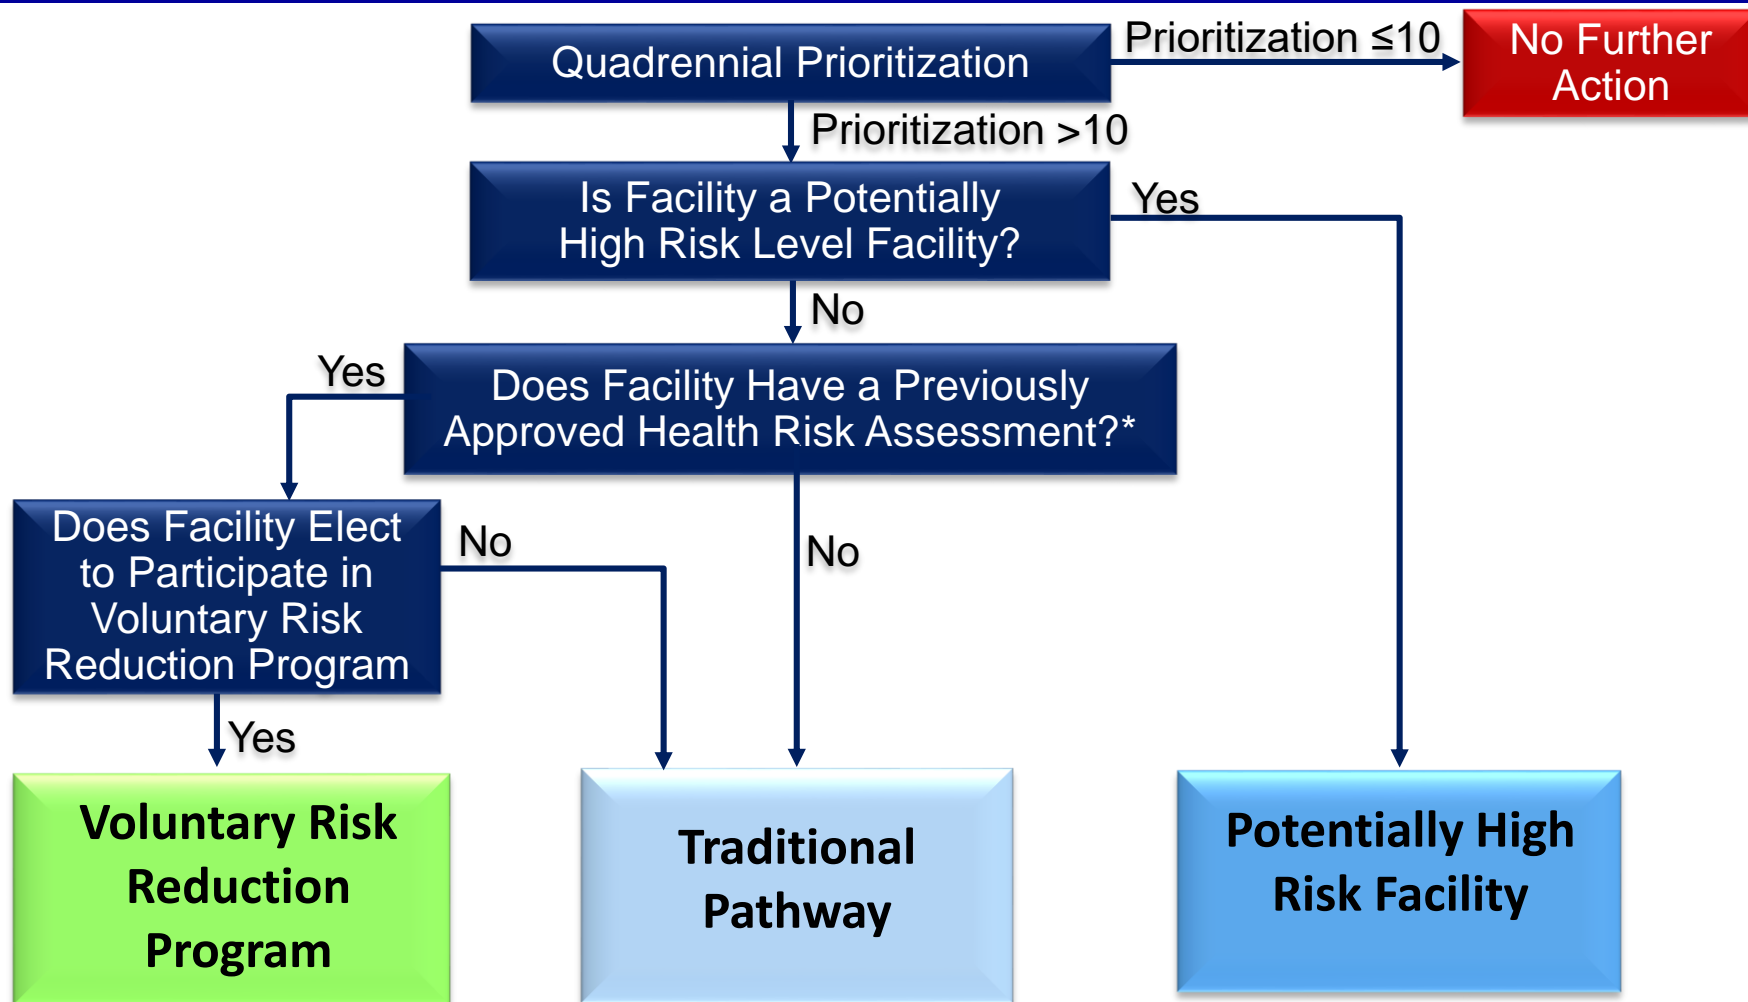 Quadrennial Prioritization
Prioritization ≤10
No Further
Action
Prioritization >10
Is Facility a Potentially
High Risk Level Facility?
Yes
No
Does Facility Have a Previously
Approved Health Risk Assessment?*
Yes
Does Facility Elect
to Participate in
Voluntary Risk
Reduction Program
No
No
Yes
Voluntary Risk
Reduction
Program
Traditional
Pathway
Potentially High
Risk Facility